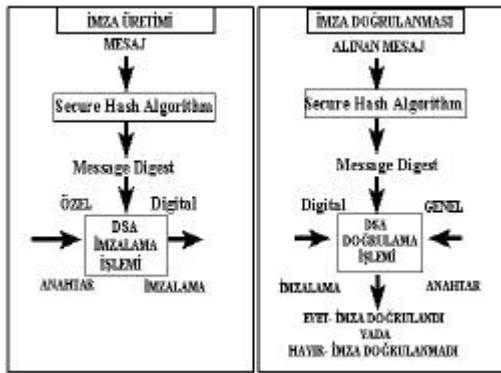 İMZA ÜRETİMİ
MESAJ
Secure Hash Algorithm
Message Digest
ÖZEL
Digital
DSA
İMZALAMA
İŞLEMİ
ANAHTAR
İMZALAMA
İMZA DOĞRULANMASI
ALINAN MESAJ
Secure Hash Algorithm
Message Digest
Digital
GENEL
DSA
DOĞRULAMA
İŞLEMİ
İMZALAMA
ANAHTAR
EVET- İMZA DOĞRULANDI
YADA
HAYIR- İMZA DOĞRULANMADI